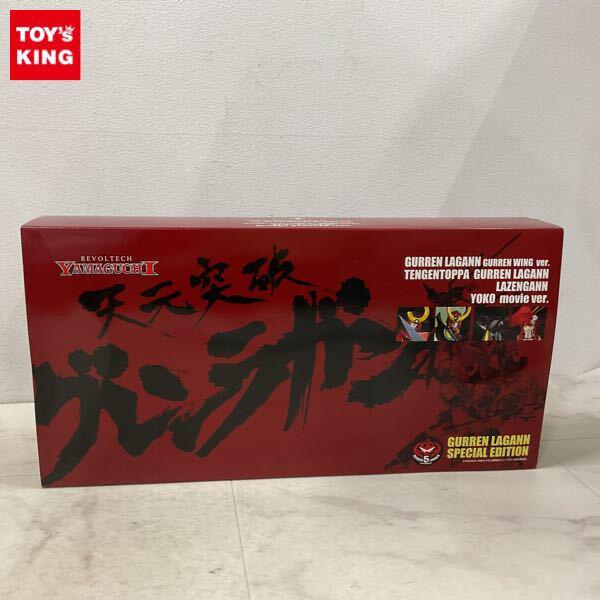 TOY's
KING
REVOLTECH
YAMAGUCHI
GURREN LAGANN GURREN WING ver.
TENGENTOPPA GURREN LAGANN
LAZENGANN
YOKO movie ver.
天元突破
グレンラガン
5
GURREN LAGANN
SPECIAL EDITION